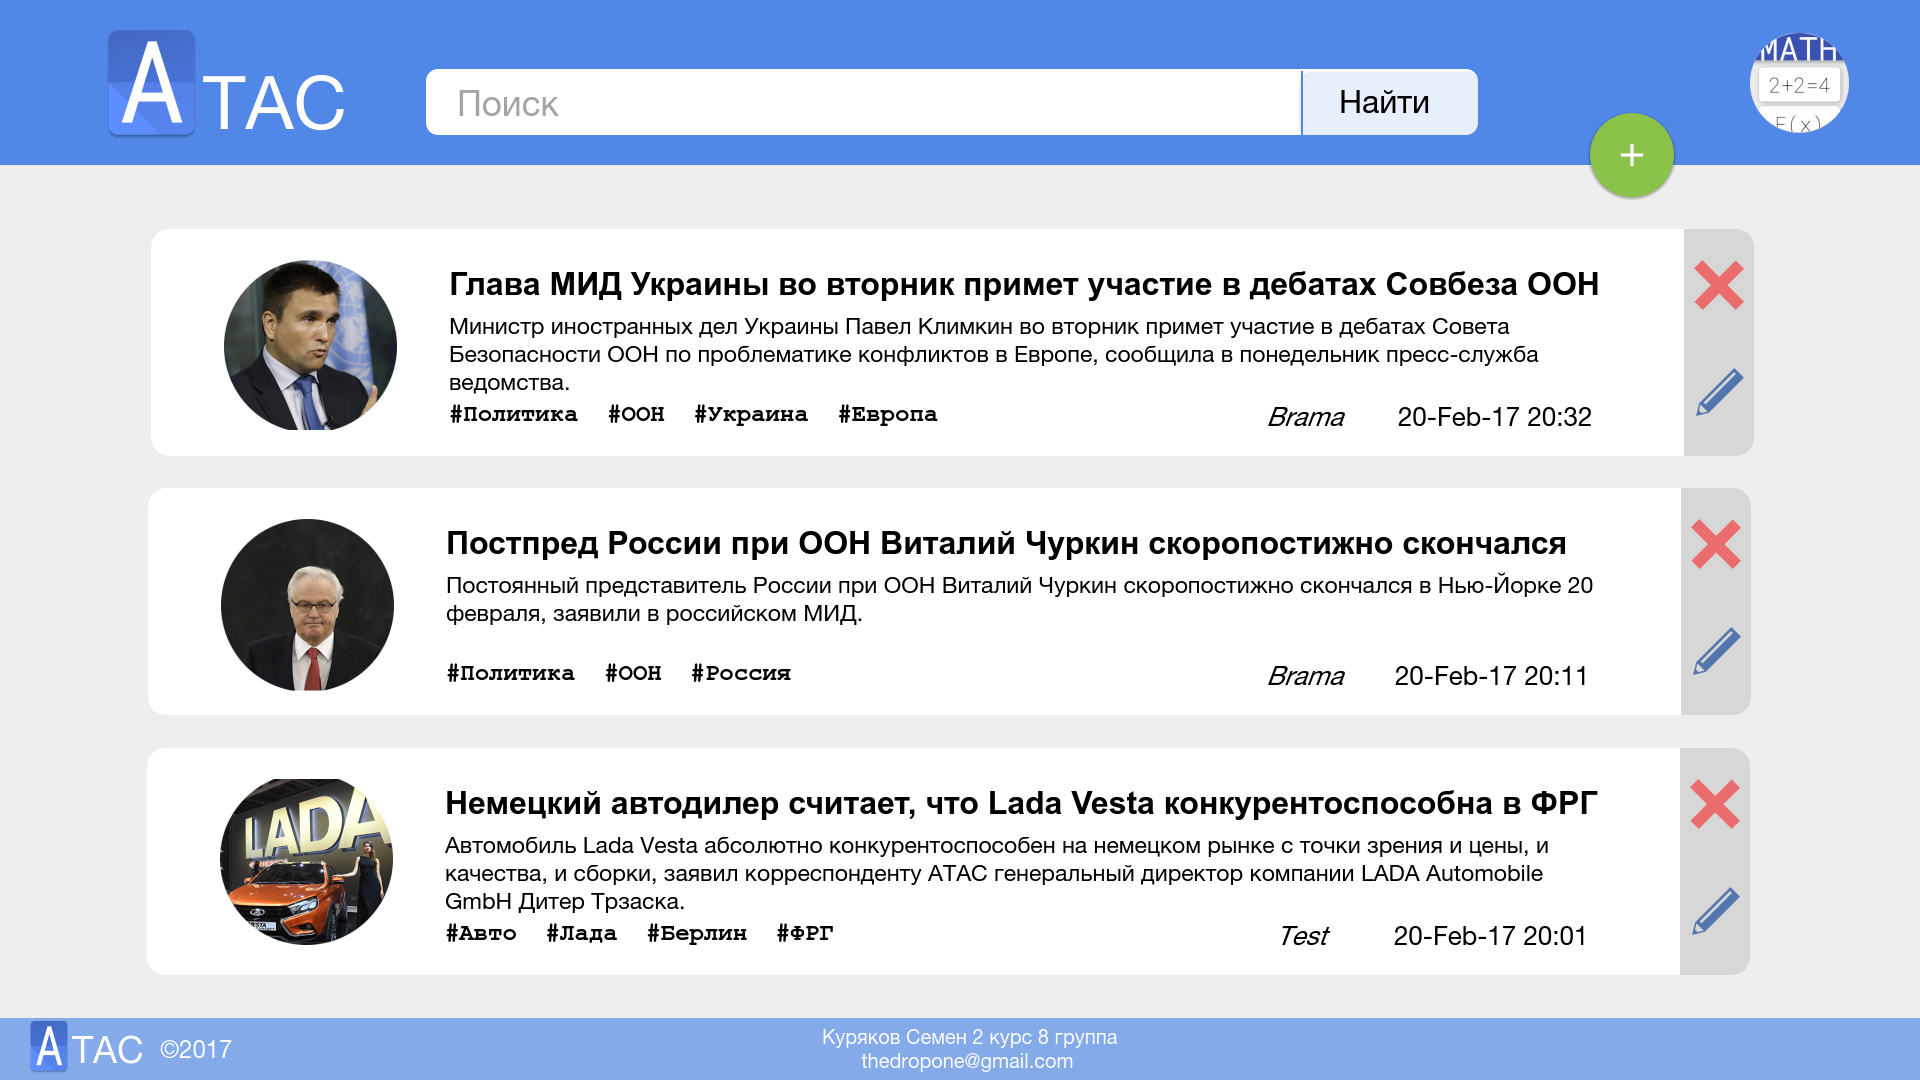 АТАС
Поиск
Найти
MATH
2+2=4
F(x)
+
Глава МИД Украины во вторник примет участие в дебатах Совбеза ООН
Министр иностранных дел Украины Павел Климкин во вторник примет участие в дебатах Совета
Безопасности ООН по проблематике конфликтов в Европе, сообщила в понедельник пресс-служба
ведомства.
#Политика #ООН #Украина #Европа
Brama 20-Feb-17 20:32
Постпред России при ООН Виталий Чуркин скоропостижно скончался
Постоянный представитель России при ООН Виталий Чуркин скоропостижно скончался в Нью-Йорке 20
февраля, заявили в российском МИД.
#Политика #ООН #Россия
Brama 20-Feb-17 20:11
LADA
Немецкий автодилер считает, что Lada Vesta конкурентоспособна в ФРГ
Автомобиль Lada Vesta абсолютно конкурентоспособен на немецком рынке с точки зрения и цены, и
качества, и сборки, заявил корреспонденту АТАС генеральный директор компании LADA Automobile
GmbH Дитер Трзаска.
#Авто #Лада #Берлин #ФРГ
Test 20-Feb-17 20:01
АТАС ©2017
Куряков Семен 2 курс 8 группа
thedropone@gmail.com